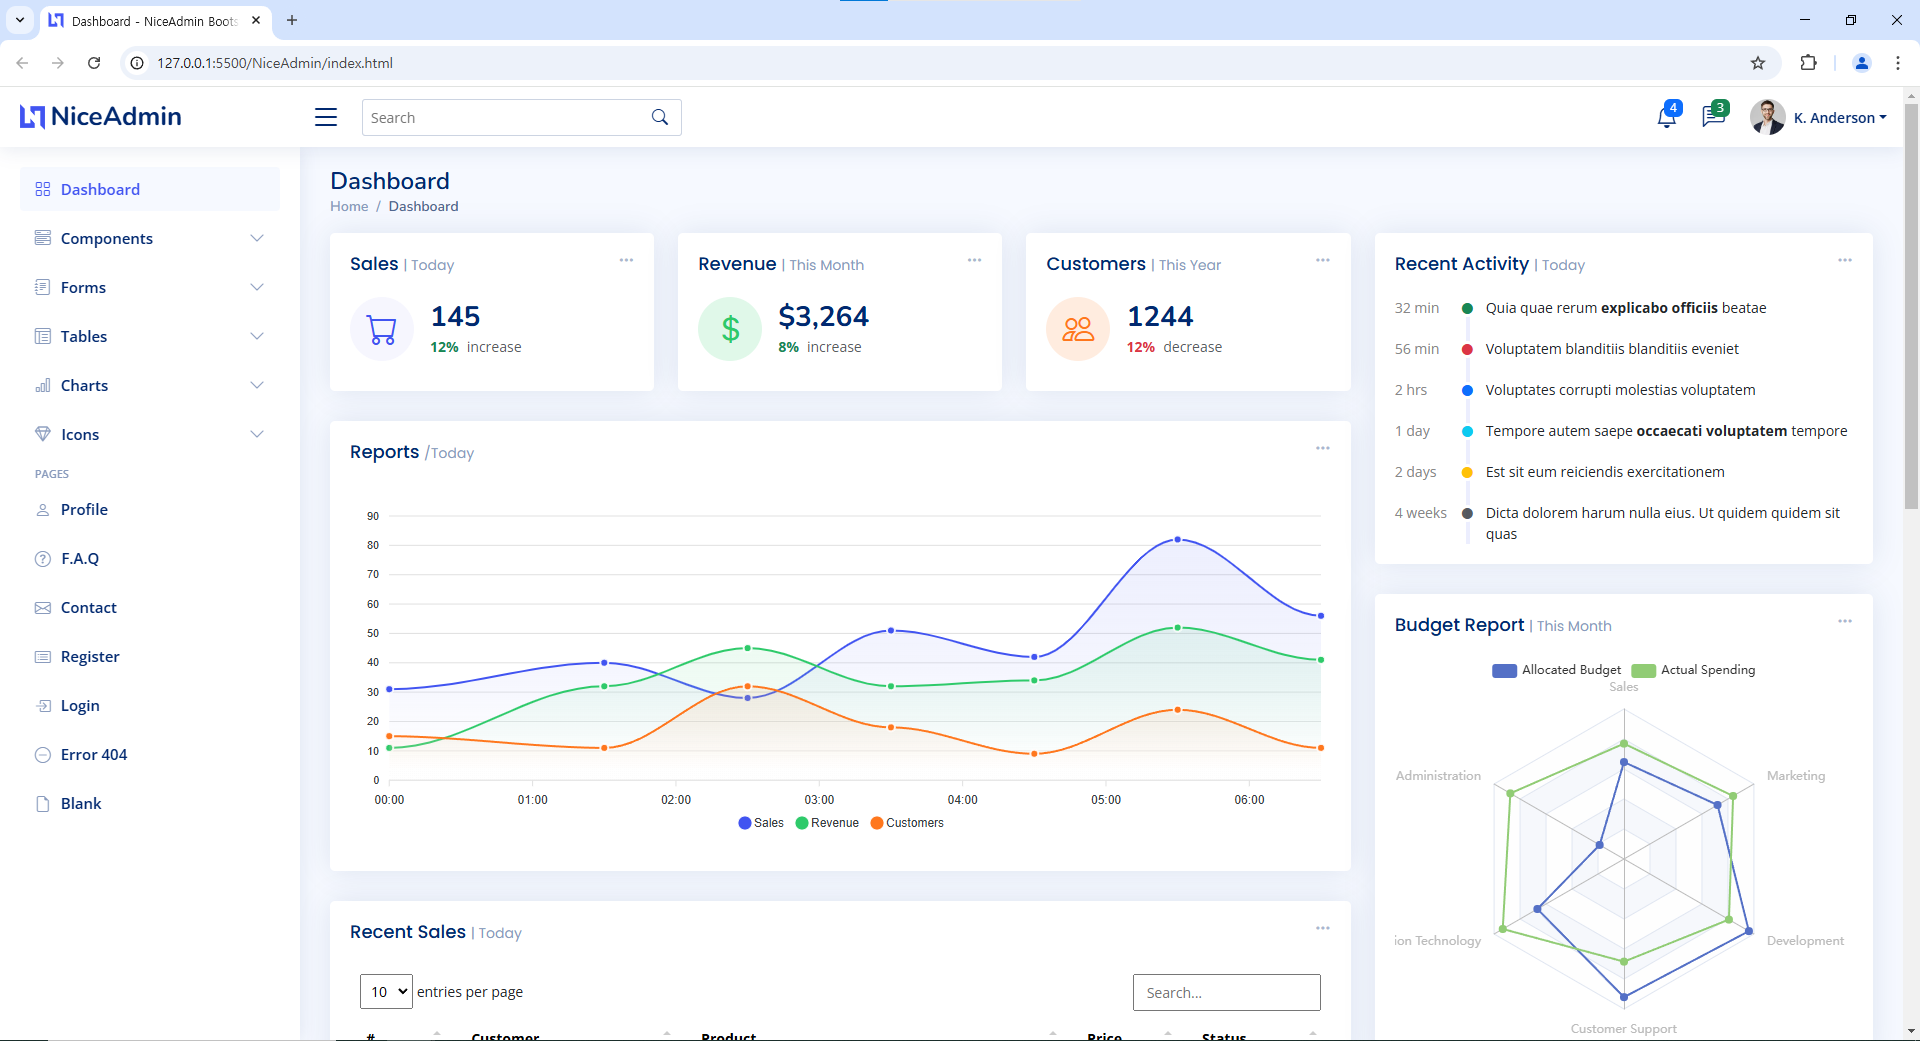 Dashboard - NiceAdmin Boots
127.0.0.1:5500/NiceAdmin/index.html
NiceAdmin
Search
4
3
K. Anderson
Dashboard
Components
Forms
Tables
Charts
Icons
PAGES
Profile
F.A.Q
Contact
Register
Login
Error 404
Blank
Dashboard
Home / Dashboard
Sales | Today
145
12% increase
Revenue | This Month
$3,264
8% increase
Customers | This Year
1244
12% decrease
Reports /Today
90
80
70
60
50
40
30
20
10
0
00:00 01:00 02:00 03:00 04:00 05:00 06:00
Sales Revenue Customers
Recent Sales | Today
10 entries per page
Search...
# Customer Product Price Status
Recent Activity | Today
32 min Quia quae rerum explicabo officiis beatae
56 min Voluptatem blanditiis blanditiis eveniet
2 hrs Voluptates corrupti molestias voluptatem
1 day Tempore autem saepe occaecati voluptatem tempore
2 days Est sit eum reiciendis exercitationem
4 weeks Dicta dolorem harum nulla eius. Ut quidem quidem sit
quas
Budget Report | This Month
Allocated Budget Actual Spending
Sales
Administration Marketing
ion Technology Development
Customer Support